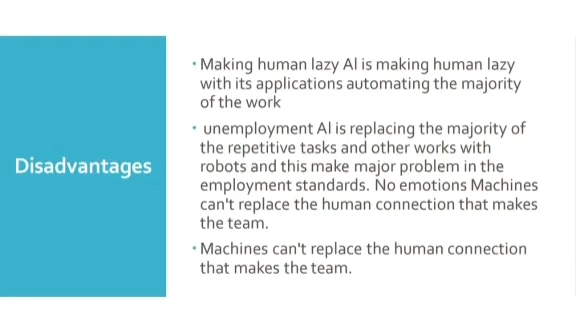 Disadvantages
• Making human lazy AI is making human lazy
with its applications automating the majority
of the work
• unemployment AI is replacing the majority of
the repetitive tasks and other works with
robots and this make major problem in the
employment standards. No emotions Machines
can't replace the human connection that makes
the team.
• Machines can't replace the human connection
that makes the team.